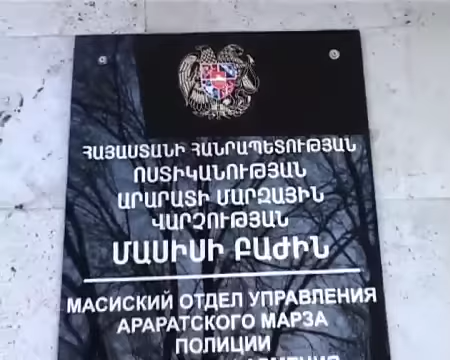 ՀԱՅԱՍՏԱՆԻ ՀԱՆՐԱՊԵՏՈՒԹՅԱՆ
ՈՍՏԻԿԱՆՈՒԹՅԱՆ
ԱՐԱՐԱՏԻ ՄԱՐԶԱՅԻՆ
ՎԱՐՉՈՒԹՅԱՆ
ՄԱՍԻՍԻ ԲԱԺԻՆ
МАСИСКИЙ ОТДЕЛ УПРАВЛЕНИЯ
АРАРАТСКОГО МАРЗА
ПОЛИЦИИ